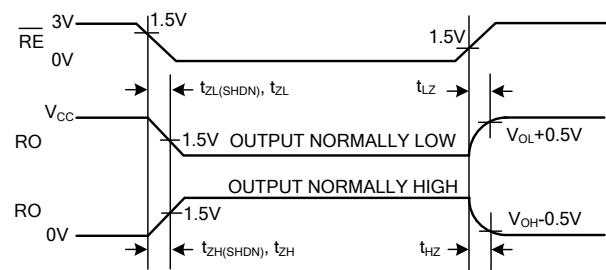 3V
1.5V
1.5V
RE
0V
tZL(SHDN), tZL
tLZ
VCC
RO
1.5V
OUTPUT NORMALLY LOW
VOL+0.5V
OUTPUT NORMALLY HIGH
RO
1.5V
VOH-0.5V
0V
tZH(SHDN), tZH
tHZ